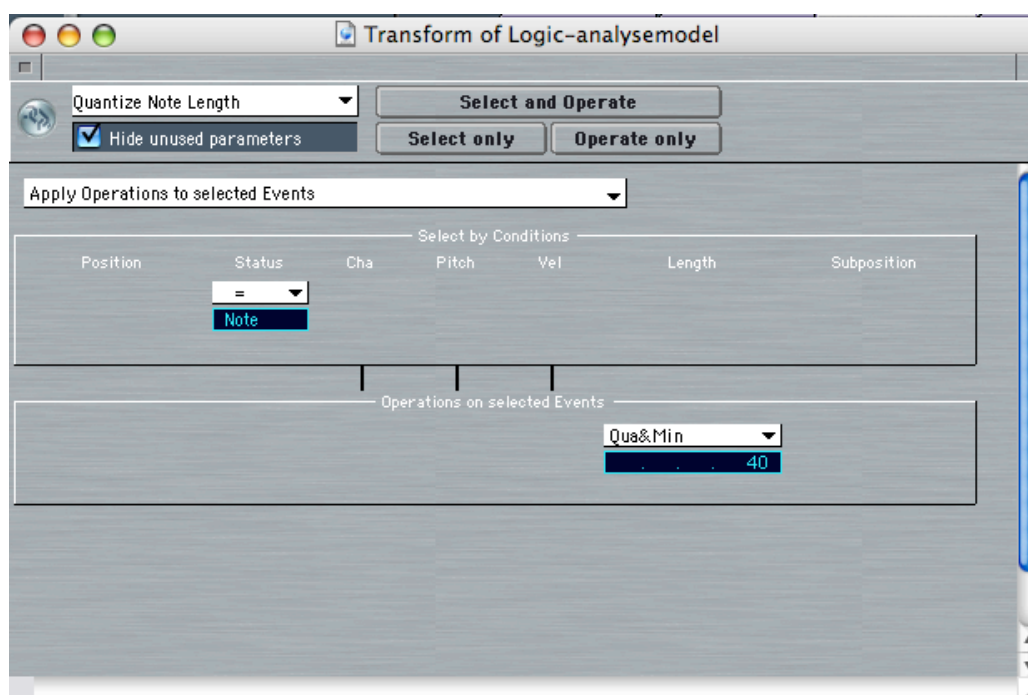 Transform of Logic-analysemodel
Quantize Note Length
Select and Operate
Hide unused parameters
Select only
Operate only
Apply Operations to selected Events
Select by Conditions
Position Status Cha Pitch Vel Length Subposition
=
Note
Operations on selected Events
Qua&Min
. . . 40